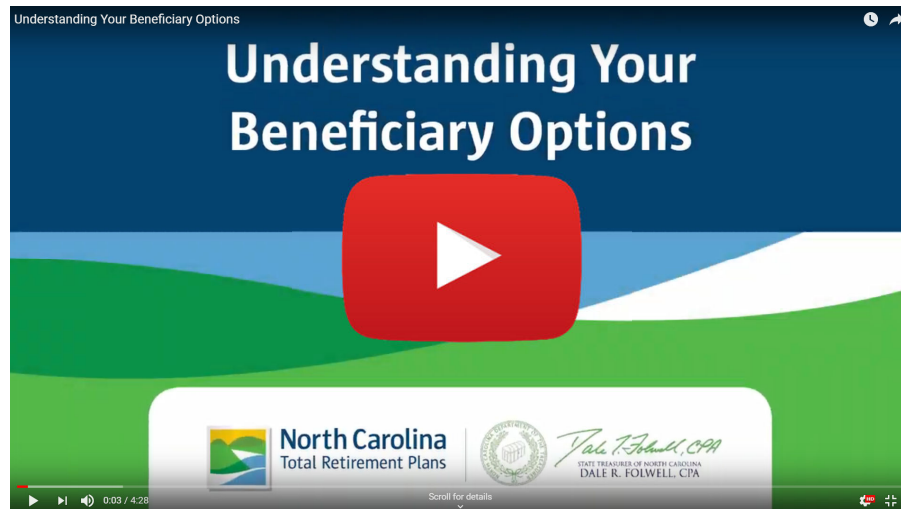 Understanding Your Beneficiary Options
Understanding Your
Beneficiary Options
North Carolina
Total Retirement Plans
Dale T. Folwell, CPA
STATE TREASURER OF NORTH CAROLINA
DALE R. FOLWELL, CPA
Scroll for details
0:03 / 4:28
HD